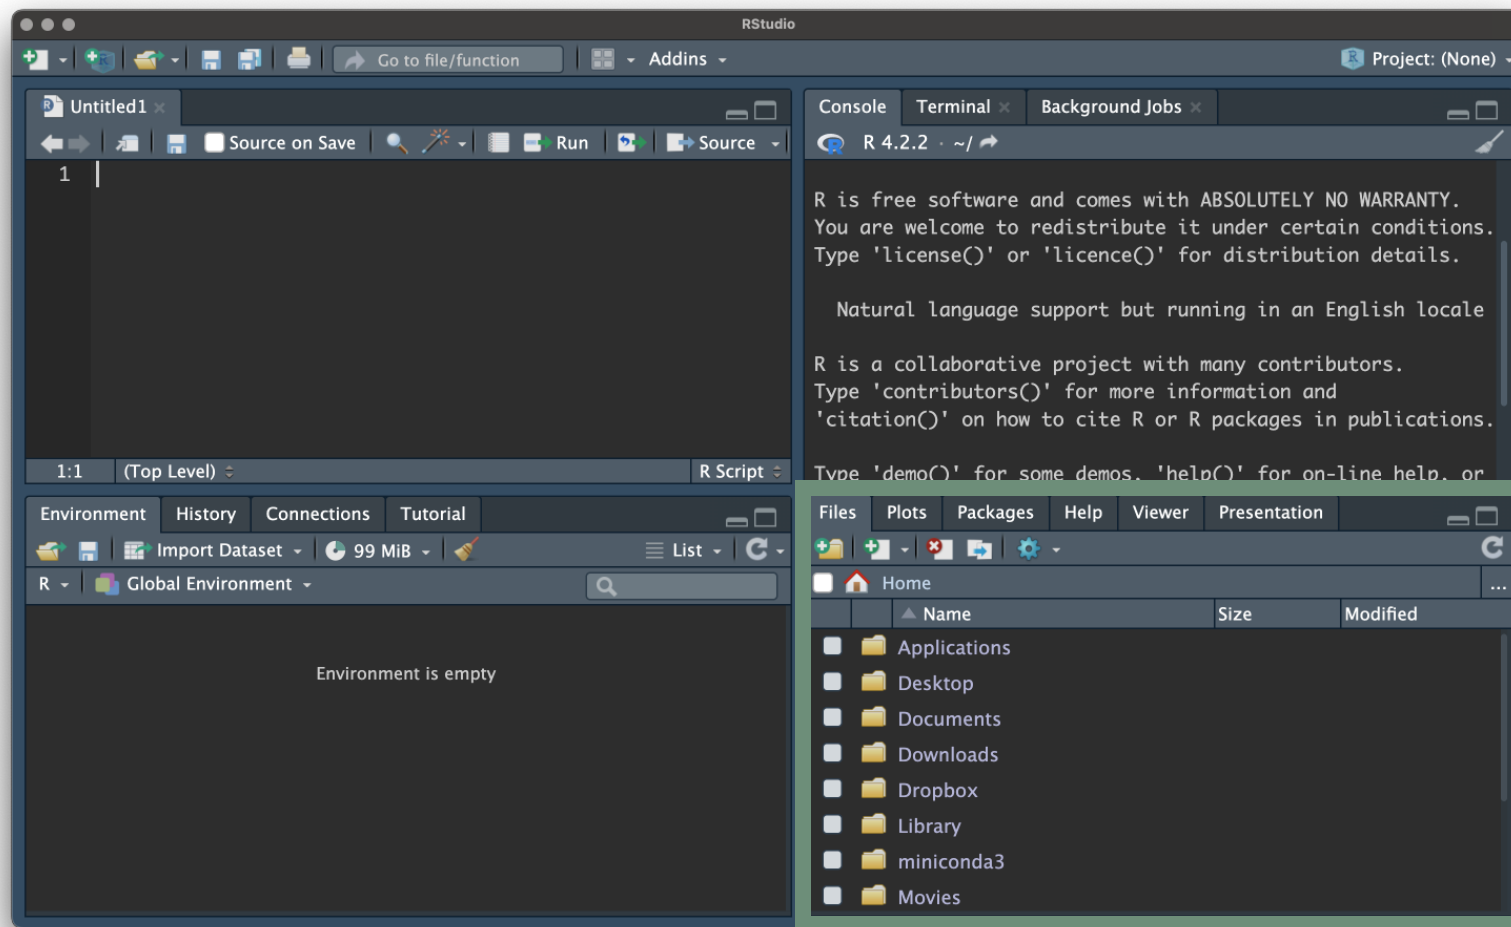 RStudio
Go to file/function
Addins
Project: (None)
Untitled1
Source on Save
Run
Source
1
1:1
(Top Level)
R Script
Console
Terminal
Background Jobs
R 4.2.2 · ~/
R is free software and comes with ABSOLUTELY NO WARRANTY.
You are welcome to redistribute it under certain conditions.
Type 'license()' or 'licence()' for distribution details.
Natural language support but running in an English locale
R is a collaborative project with many contributors.
Type 'contributors()' for more information and
'citation()' on how to cite R or R packages in publications.
Type 'demo()' for some demos, 'help()' for on-line help, or
Environment
History
Connections
Tutorial
Import Dataset
99 MiB
List
R
Global Environment
Environment is empty
Files
Plots
Packages
Help
Viewer
Presentation
Home
...
Name
Size
Modified
Applications
Desktop
Documents
Downloads
Dropbox
Library
miniconda3
Movies